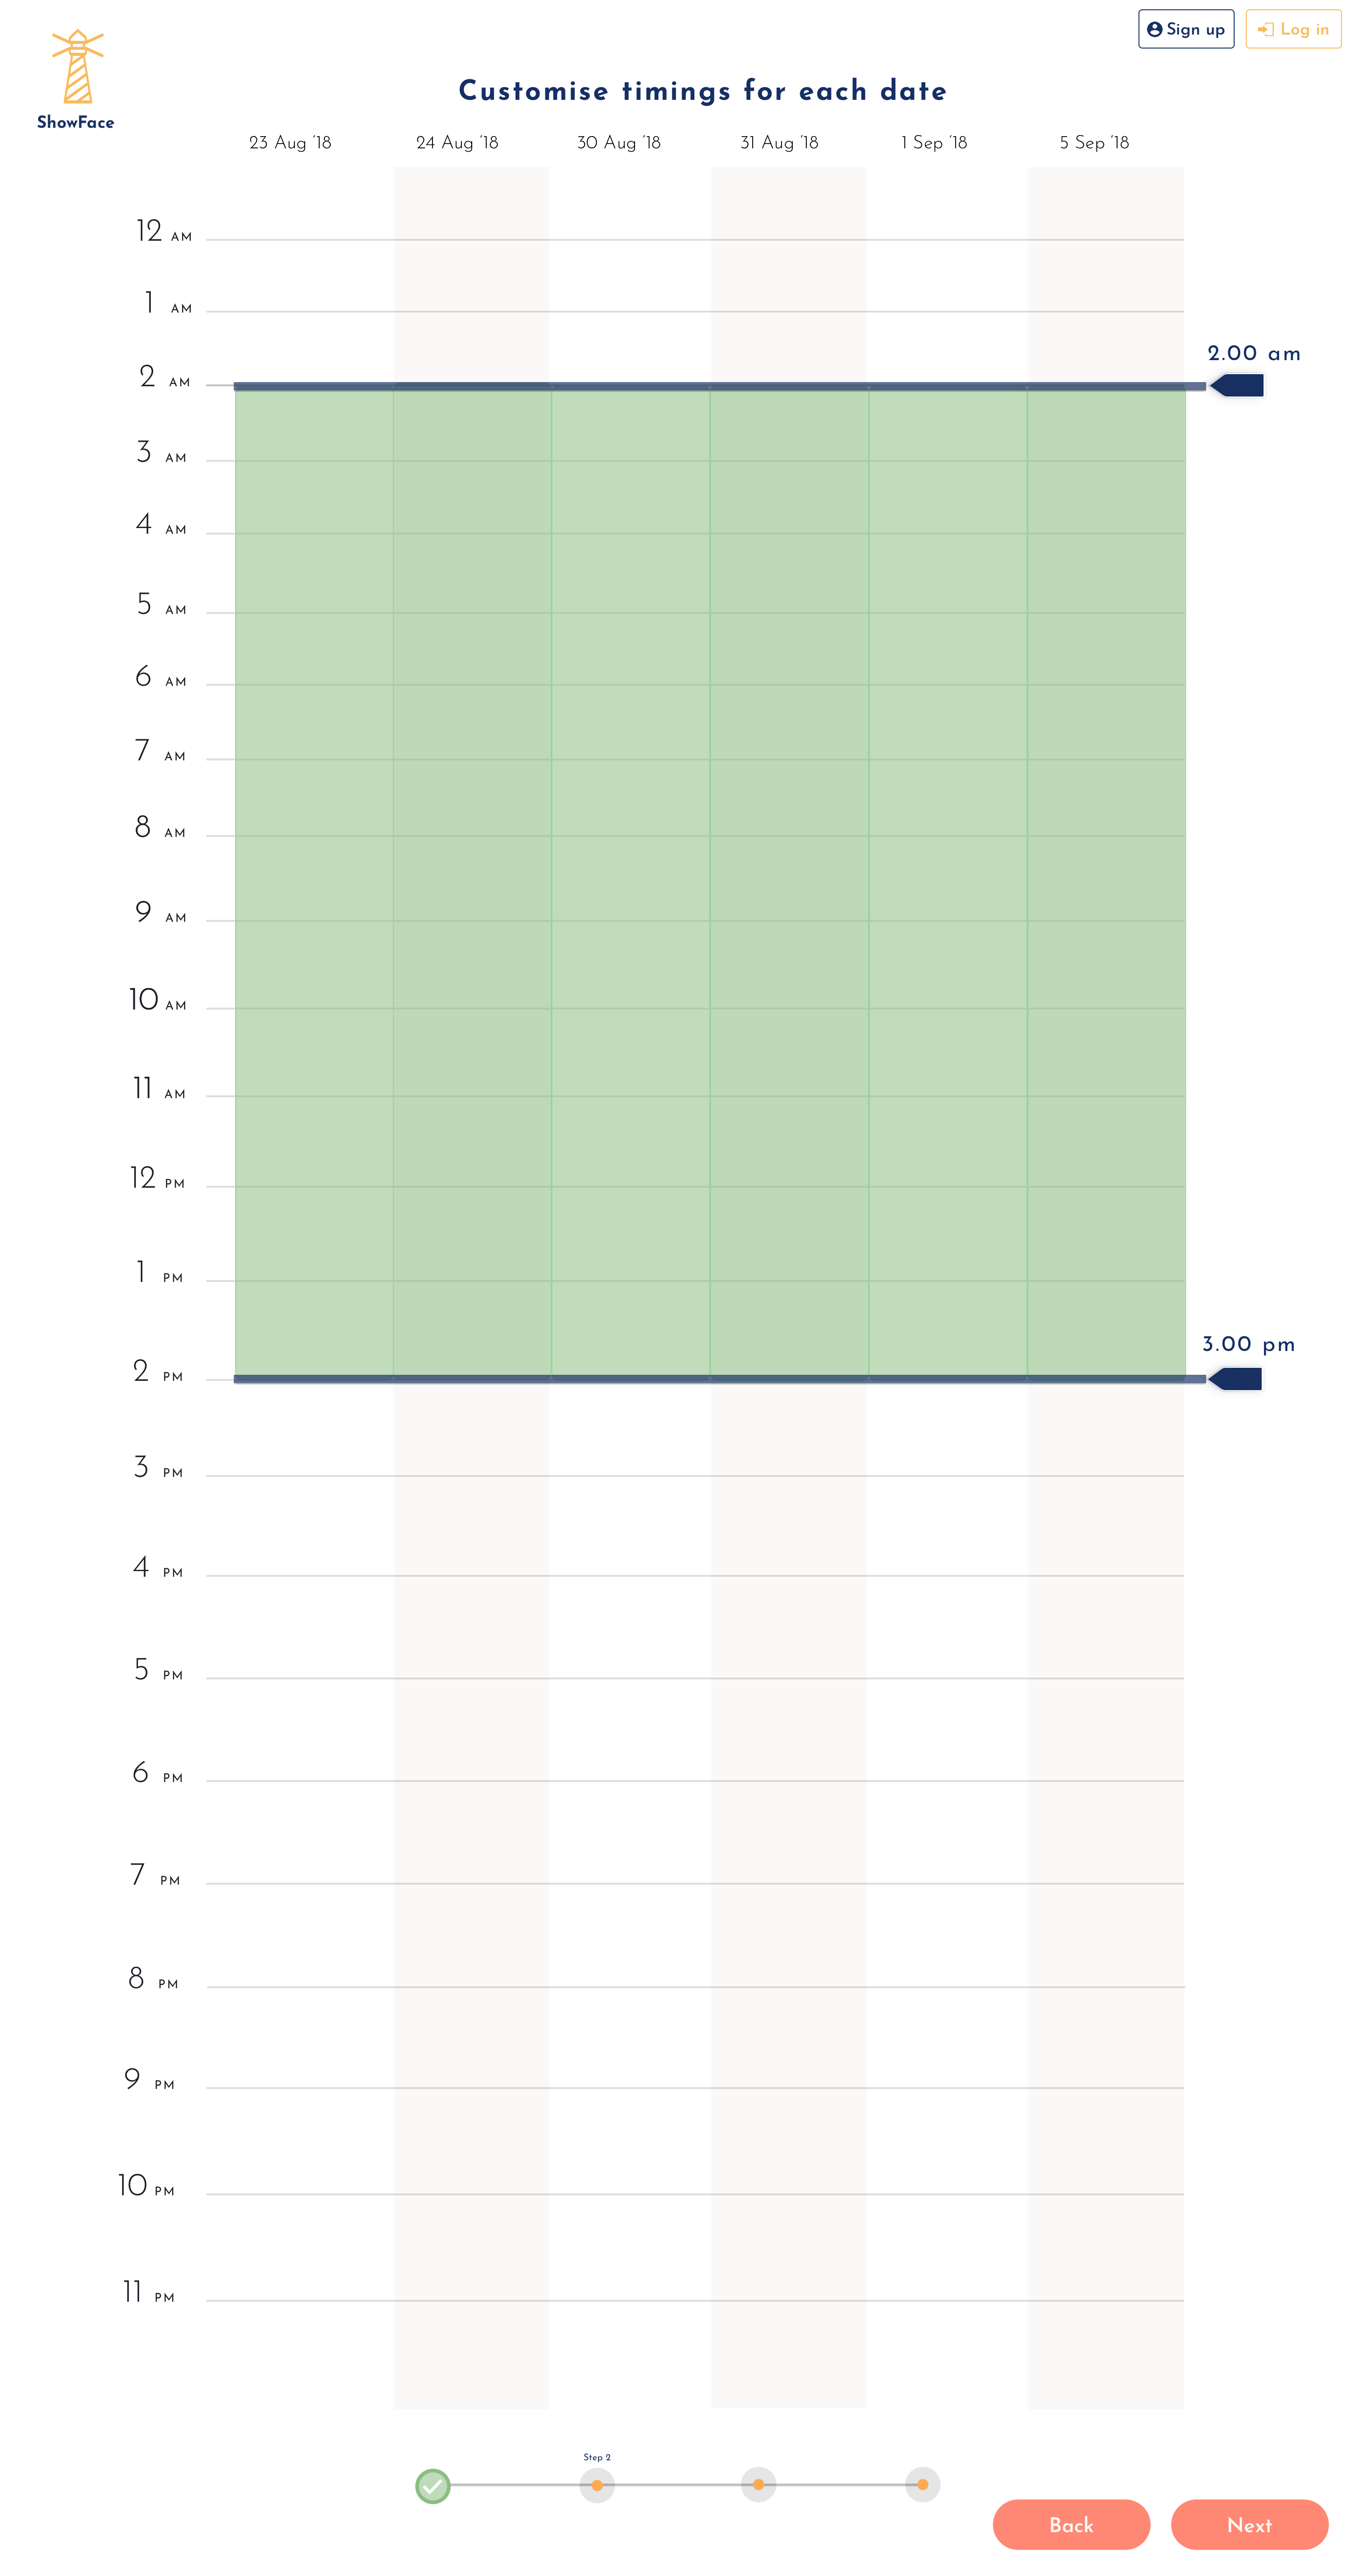 Sign up
Log in
ShowFace
Customise timings for each date
23 Aug ‘18
24 Aug ‘18
30 Aug ‘18
31 Aug ‘18
1 Sep ‘18
5 Sep ‘18
12 AM
1 AM
2.00 am
2 AM
3 AM
4 AM
5 AM
6 AM
7 AM
8 AM
9 AM
10 AM
11 AM
12 PM
1 PM
3.00 pm
2 PM
3 PM
4 PM
5 PM
6 PM
7 PM
8 PM
9 PM
10 PM
11 PM
Step 2
Back
Next